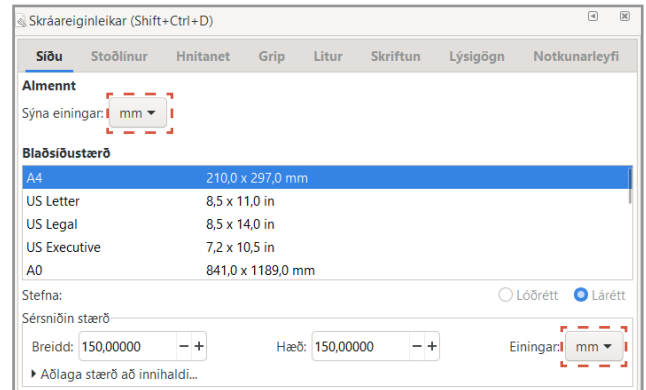 Skráareiginleikar (Shift+Ctrl+D)
Síðu Stoðlínur Hnitanet Grip Litur Skriftun Lýsigögn Notkunarleyfi
Almennt
Sýna einingar: mm
Blaðsíðustærð
A4 210,0 x 297,0 mm
US Letter 8,5 x 11,0 in
US Legal 8,5 x 14,0 in
US Executive 7,2 x 10,5 in
A0 841,0 x 1189,0 mm
Stefna: Lóðrétt Lárétt
Sérsniðin stærð
Breidd: 150,00000 − + Hæð: 150,00000 − + Einingar: mm
Aðlaga stærð að innihaldi...